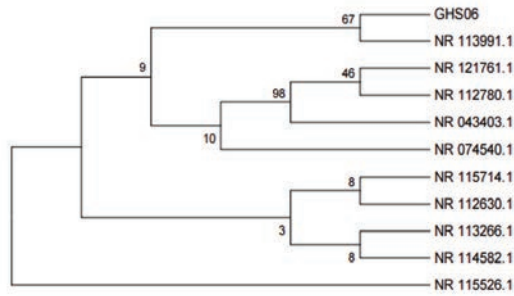 GHS06
67
NR 113991.1
9
NR 121761.1
46
NR 112780.1
98
NR 043403.1
10
NR 074540.1
NR 115714.1
8
NR 112630.1
3
NR 113266.1
8
NR 114582.1
NR 115526.1